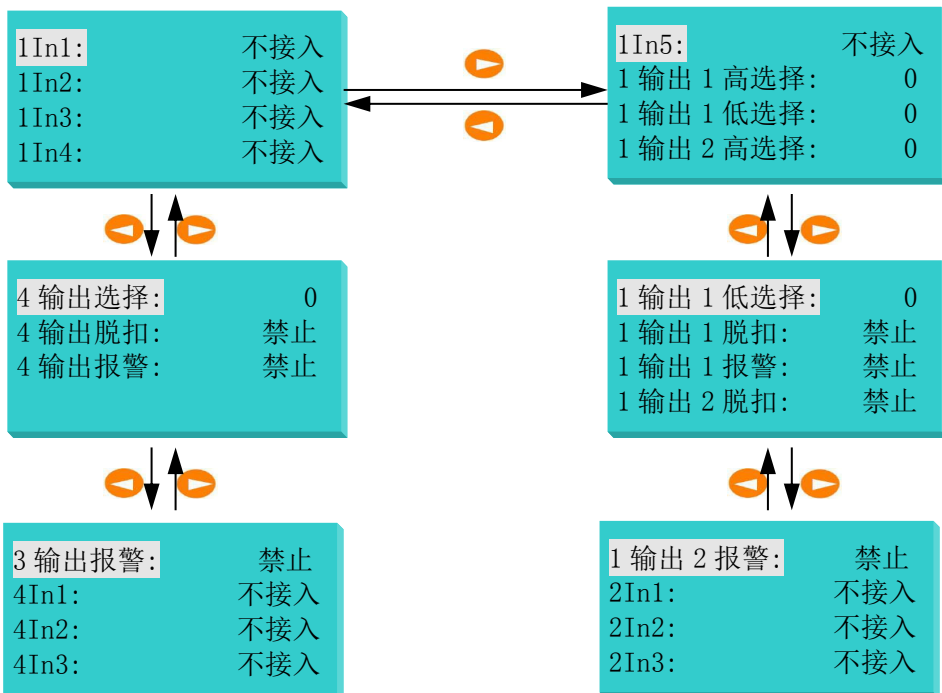 1In1: 不接入
1In2: 不接入
1In3: 不接入
1In4: 不接入
1In5: 不接入
1 输出 1 高选择: 0
1 输出 1 低选择: 0
1 输出 2 高选择: 0
4 输出选择: 0
4 输出脱扣: 禁止
4 输出报警: 禁止
1 输出 1 低选择: 0
1 输出 1 脱扣: 禁止
1 输出 1 报警: 禁止
1 输出 2 脱扣: 禁止
3 输出报警: 禁止
4In1: 不接入
4In2: 不接入
4In3: 不接入
1 输出 2 报警: 禁止
2In1: 不接入
2In2: 不接入
2In3: 不接入